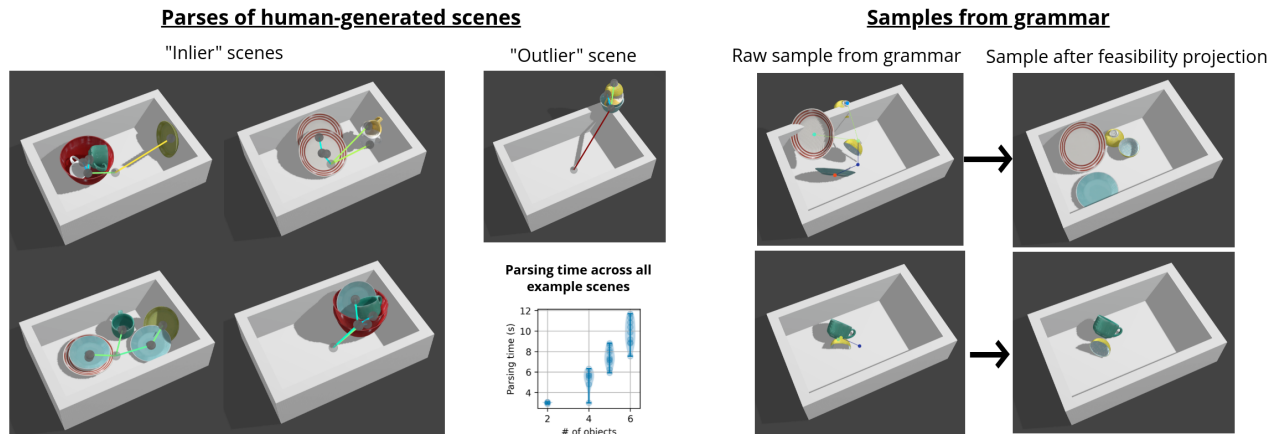 Parses of human-generated scenes
"Inlier" scenes
"Outlier" scene
Parsing time across all
example scenes
Parsing time (s)
12
10
8
6
4
2
4
6
# of objects
Samples from grammar
Raw sample from grammar
Sample after feasibility projection